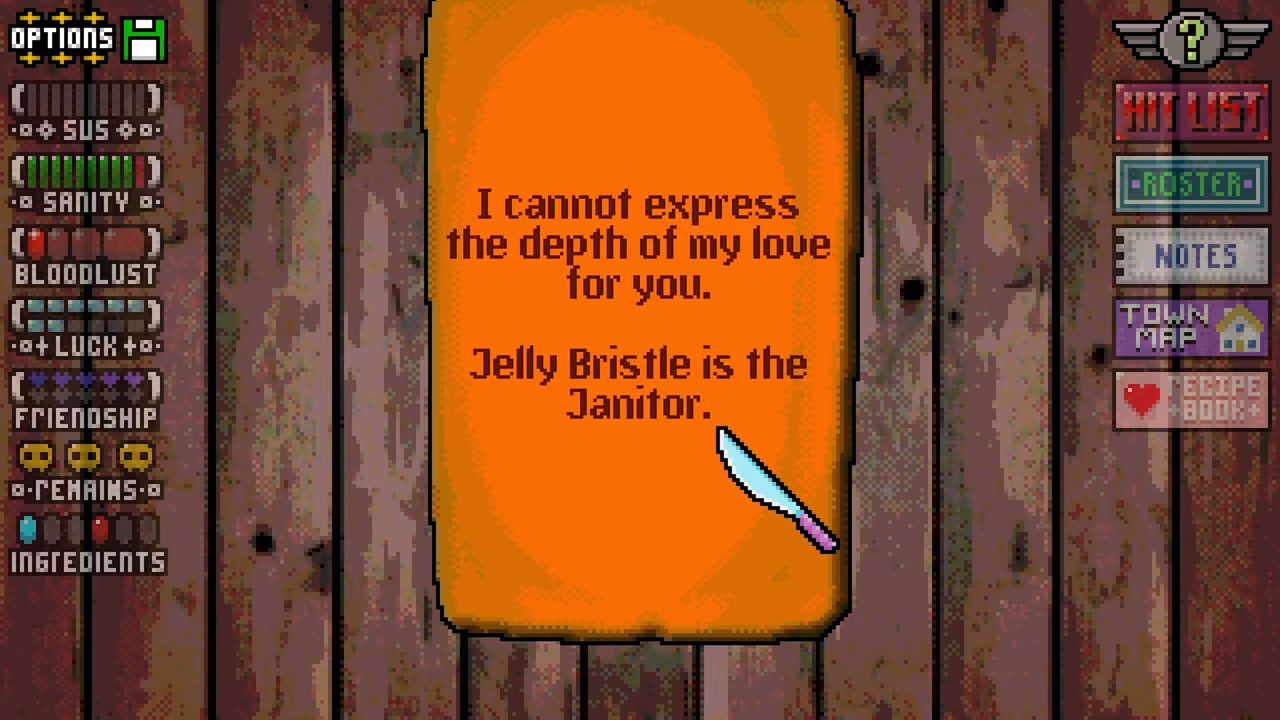 OPTIONS
SUS
SANITY
BLOODLUST
LUCK
FRIENDSHIP
REMAINS
INGREDIENTS
I cannot express
the depth of my love
for you.
Jelly Bristle is the
Janitor.
?
HIT LIST
ROSTER
NOTES
TOWN
MAP
RECIPE
BOOK